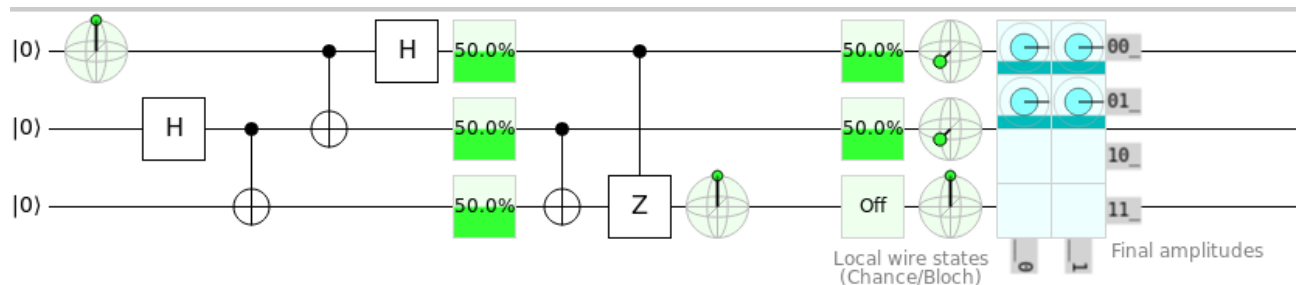 |0⟩ H 50.0% 50.0% 00_
01_
|0⟩ H 50.0% 50.0%
10_
|0⟩ 50.0% Z Off 11_
Local wire states
(Chance/Bloch)
|0 |1 Final amplitudes